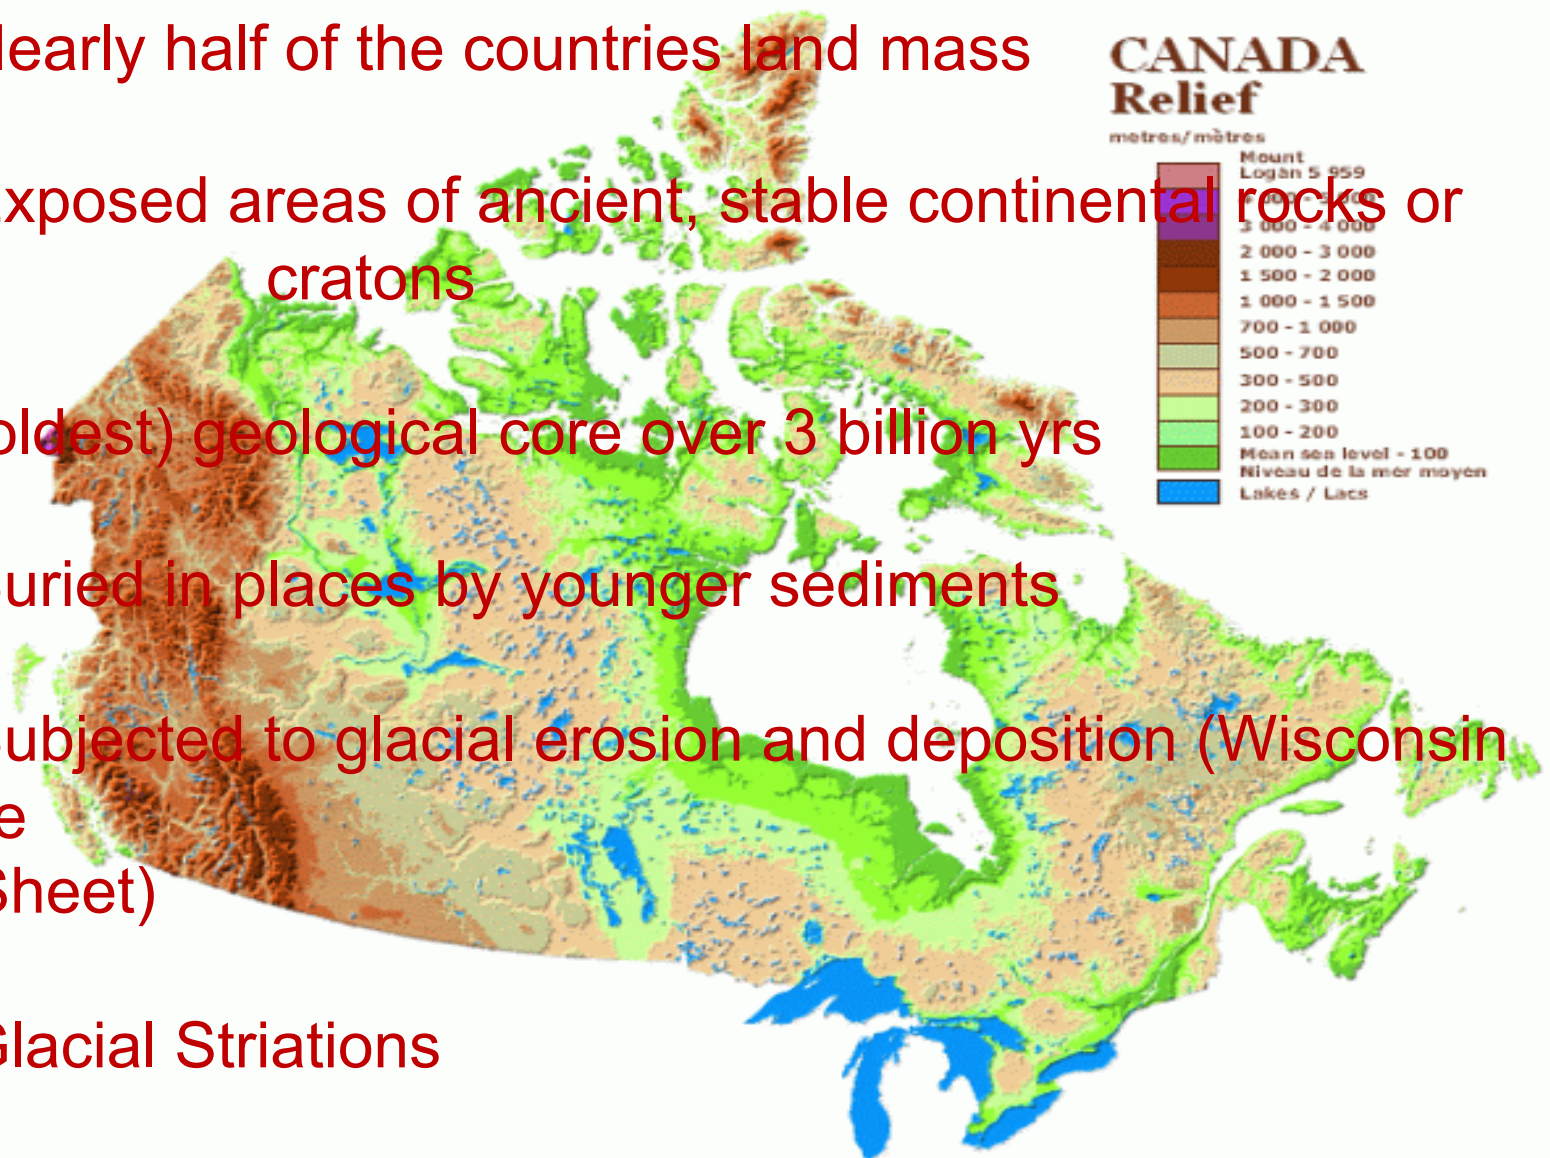 learly half of the countries land mass
CANADA
Relief
metres/mètres
Mount
Logan 5 959
xposed areas of ancient, stable continental rocks or
3 000 - 4 000
2 000 - 3 000
cratons
1 500 - 2 000
1 000 - 1 500
700 - 1 000
500 - 700
300 - 500
200 - 300
oldest) geological core over 3 billion yrs
100 - 200
Mean sea level - 100
Niveau de la mer moyen
Lakes / Lacs
uried in places by younger sediments
ubjected to glacial erosion and deposition (Wisconsin
e
Sheet)
Glacial Striations